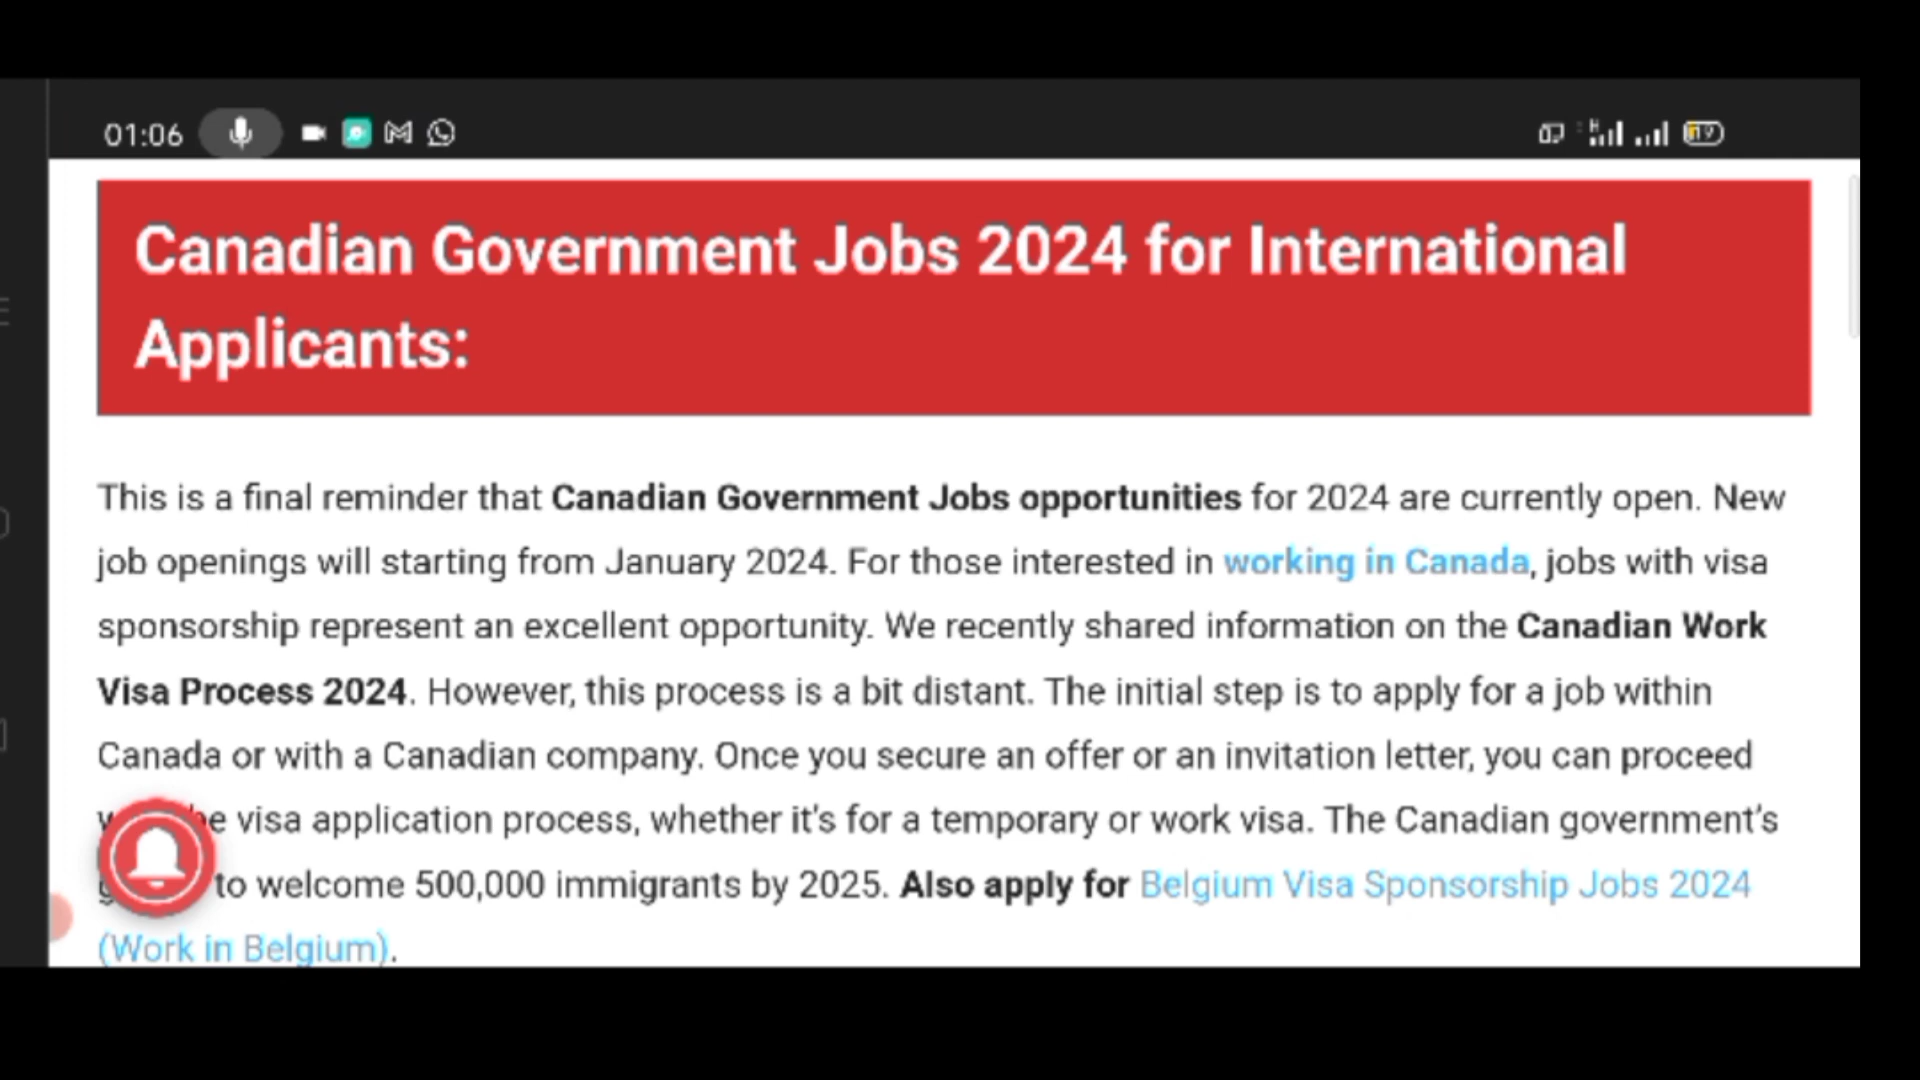 01:06
H
19
Canadian Government Jobs 2024 for International
Applicants:
This is a final reminder that Canadian Government Jobs opportunities for 2024 are currently open. New
job openings will starting from January 2024. For those interested in working in Canada, jobs with visa
sponsorship represent an excellent opportunity. We recently shared information on the Canadian Work
Visa Process 2024. However, this process is a bit distant. The initial step is to apply for a job within
Canada or with a Canadian company. Once you secure an offer or an invitation letter, you can proceed
visa application process, whether it's for a temporary or work visa. The Canadian government's
to welcome 500,000 immigrants by 2025. Also apply for Belgium Visa Sponsorship Jobs 2024
(Work in Belgium).